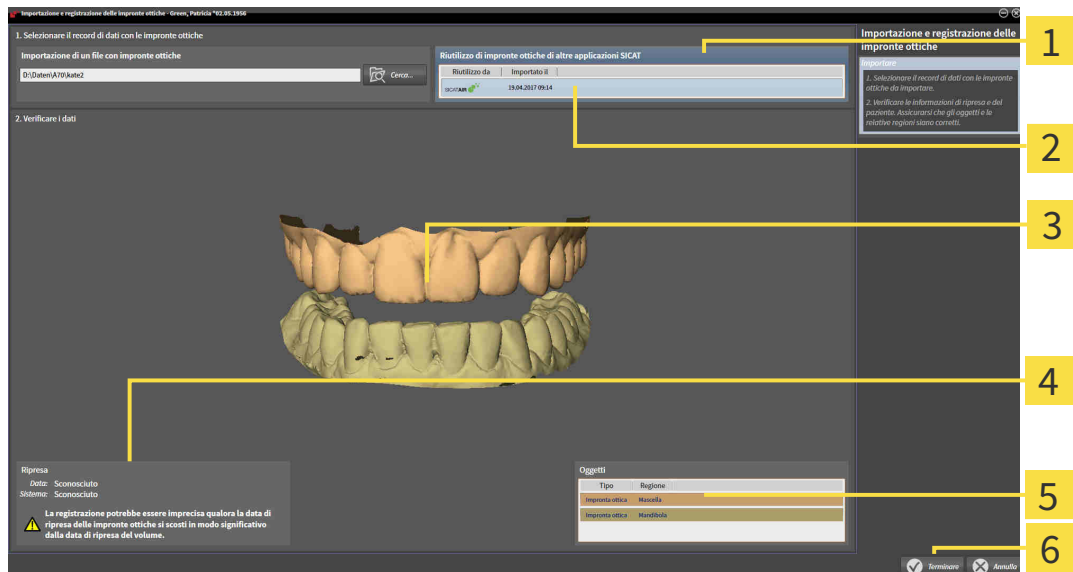 Importazione e registrazione delle impronte ottiche - Green, Patricia *02.05.1956
1. Selezionare il record di dati con le impronte ottiche
Importazione di un file con impronte ottiche
D:\Daten\A70\kate2
Cerca...
Riutilizzo di impronte ottiche di altre applicazioni SICAT
Riutilizzo da
Importato il
SICATAIR
19.04.2017 09:14
Importazione e registrazione delle
impronte ottiche
Importare
1. Selezionare il record di dati con le impronte
ottiche da importare.
2. Verificare le informazioni di ripresa e del
paziente. Assicurarsi che gli oggetti e le
relative regioni siano corretti.
2. Verificare i dati
Ripresa
Data: Sconosciuto
Sistema: Sconosciuto
La registrazione potrebbe essere imprecisa qualora la data di
ripresa delle impronte ottiche si scosti in modo significativo
dalla data di ripresa del volume.
Oggetti
Tipo
Regione
Impronta ottica
Mascella
Impronta ottica
Mandibola
Terminare
Annulla
1
2
3
4
5
6